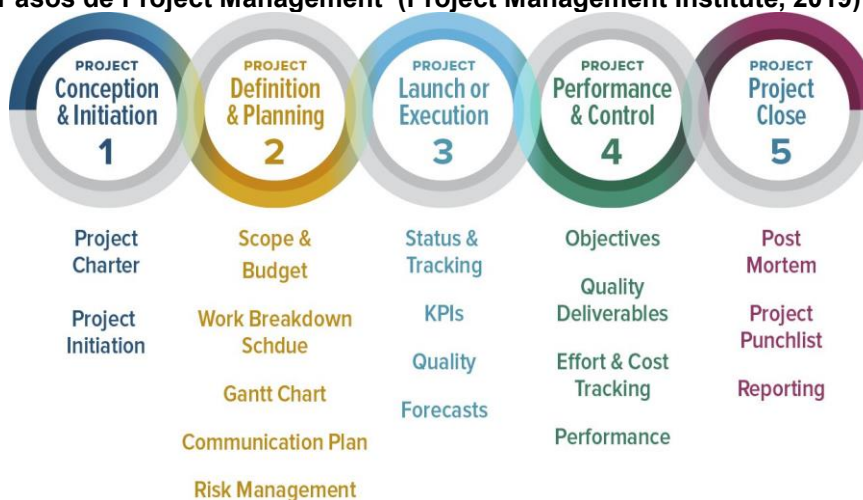 Pasos de Project Management (Project Management Institute, 2019)
PROJECT
Conception
& Initiation
1
PROJECT
Definition
& Planning
2
PROJECT
Launch or
Execution
3
PROJECT
Performance
& Control
4
PROJECT
Project
Close
5
Project
Charter
Project
Initiation
Scope &
Budget
Work Breakdown
Schdue
Gantt Chart
Communication Plan
Risk Management
Status &
Tracking
KPIs
Quality
Forecasts
Objectives
Quality
Deliverables
Effort & Cost
Tracking
Performance
Post
Mortem
Project
Punchlist
Reporting